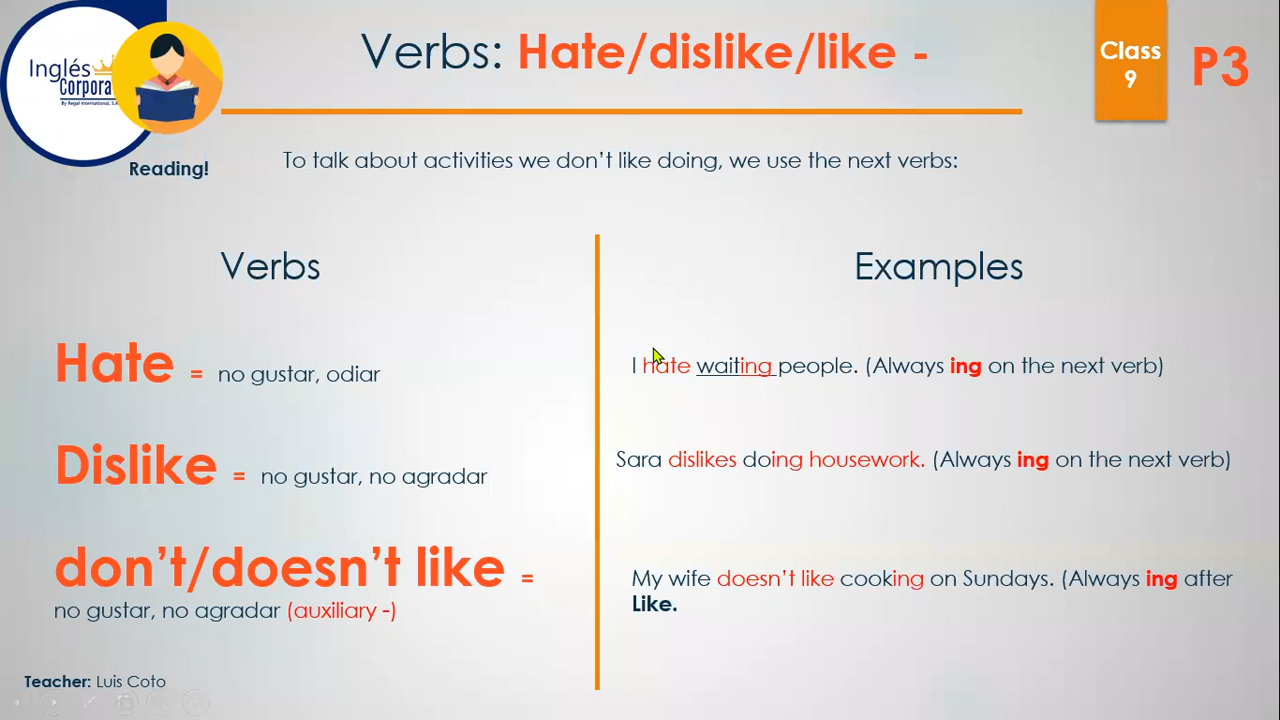 Verbs: Hate/dislike/like -
Class
9
P3
Inglés
Corpora
By Regal International, S.A
Reading!
To talk about activities we don’t like doing, we use the next verbs:
Verbs
Examples
Hate = no gustar, odiar
I hate waiting people. (Always ing on the next verb)
Dislike = no gustar, no agradar
Sara dislikes doing housework. (Always ing on the next verb)
don’t/doesn’t like =
no gustar, no agradar (auxiliary -)
My wife doesn’t like cooking on Sundays. (Always ing after
Like.
Teacher: Luis Coto